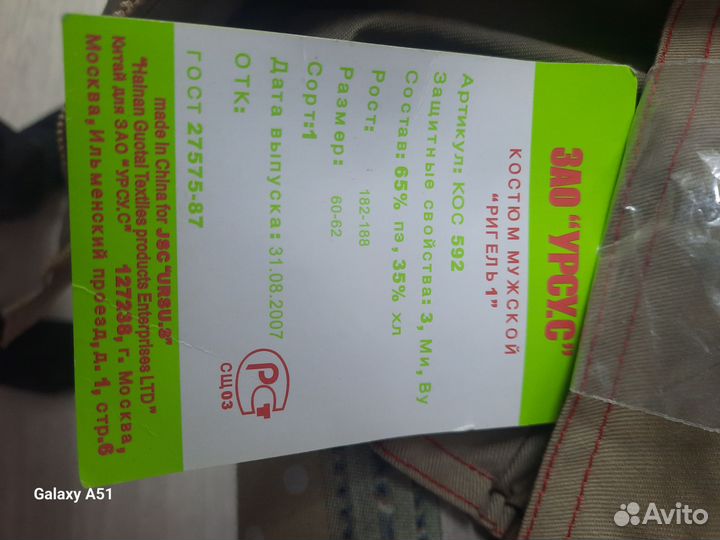 ЗАО "УРСУ.С"
КОСТЮМ МУЖСКОЙ
"РИГЕЛЬ 1"
Артикул: КОС 592
Защитные свойства: З, Ми, Ву
Состав: 65% пэ, 35% хл
Рост: 182-188
Размер: 60-62
Сорт:1
Дата выпуска: 31.08.2007
ОТК:
ГОСТ 27575-87
РСт
СЩ03
made in China for JSC "URSU.S"
"Hainan Guotai Textiles products Enterprises LTD"
Китай для ЗАО "УРСУ.С" 127238, г. Москва,
Москва, Ильменский проезд, д. 1, стр.6
Galaxy A51
Avito